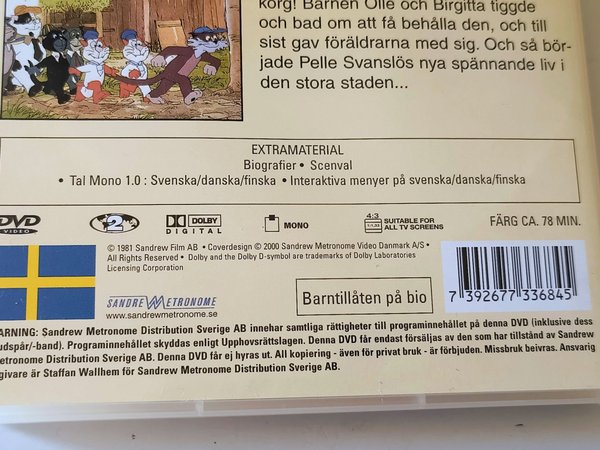 korg! Barnen Olle och Birgitta tiggde
och bad om att få behålla den, och till
sist gav föräldrarna med sig. Och så bör-
jade Pelle Svanslös nya spännande liv i
den stora staden...
EXTRAMATERIAL
Biografier • Scenval
• Tal Mono 1.0 : Svenska/danska/finska • Interaktiva menyer på svenska/danska/finska
DVD VIDEO 2 DOLBY DIGITAL MONO 4:3 1.33 SUITABLE FOR ALL TV SCREENS FÄRG CA. 78 MIN.
© 1981 Sandrew Film AB • Coverdesign © 2000 Sandrew Metronome Video Danmark A/S •
All Rights Reserved • Dolby and the Dolby D-symbol are trademarks of Dolby Laboratories
Licensing Corporation
SANDREW METRONOME
www.sandrewmetronome.se
Barntillåten på bio
7 392677 336845
ARNING: Sandrew Metronome Distribution Sverige AB innehar samtliga rättigheter till programinnehållet på denna DVD (inklusive dess
udspår/-band). Programinnehållet skyddas enligt Upphovsrättslagen. Denna DVD får endast försäljas av den som har tillstånd av Sandrew
etronome Distribution Sverige AB. Denna DVD får ej hyras ut. All kopiering - även för privat bruk - är förbjuden. Missbruk beivras. Ansvarig
givare är Staffan Wallhem för Sandrew Metronome Distribution Sverige AB.